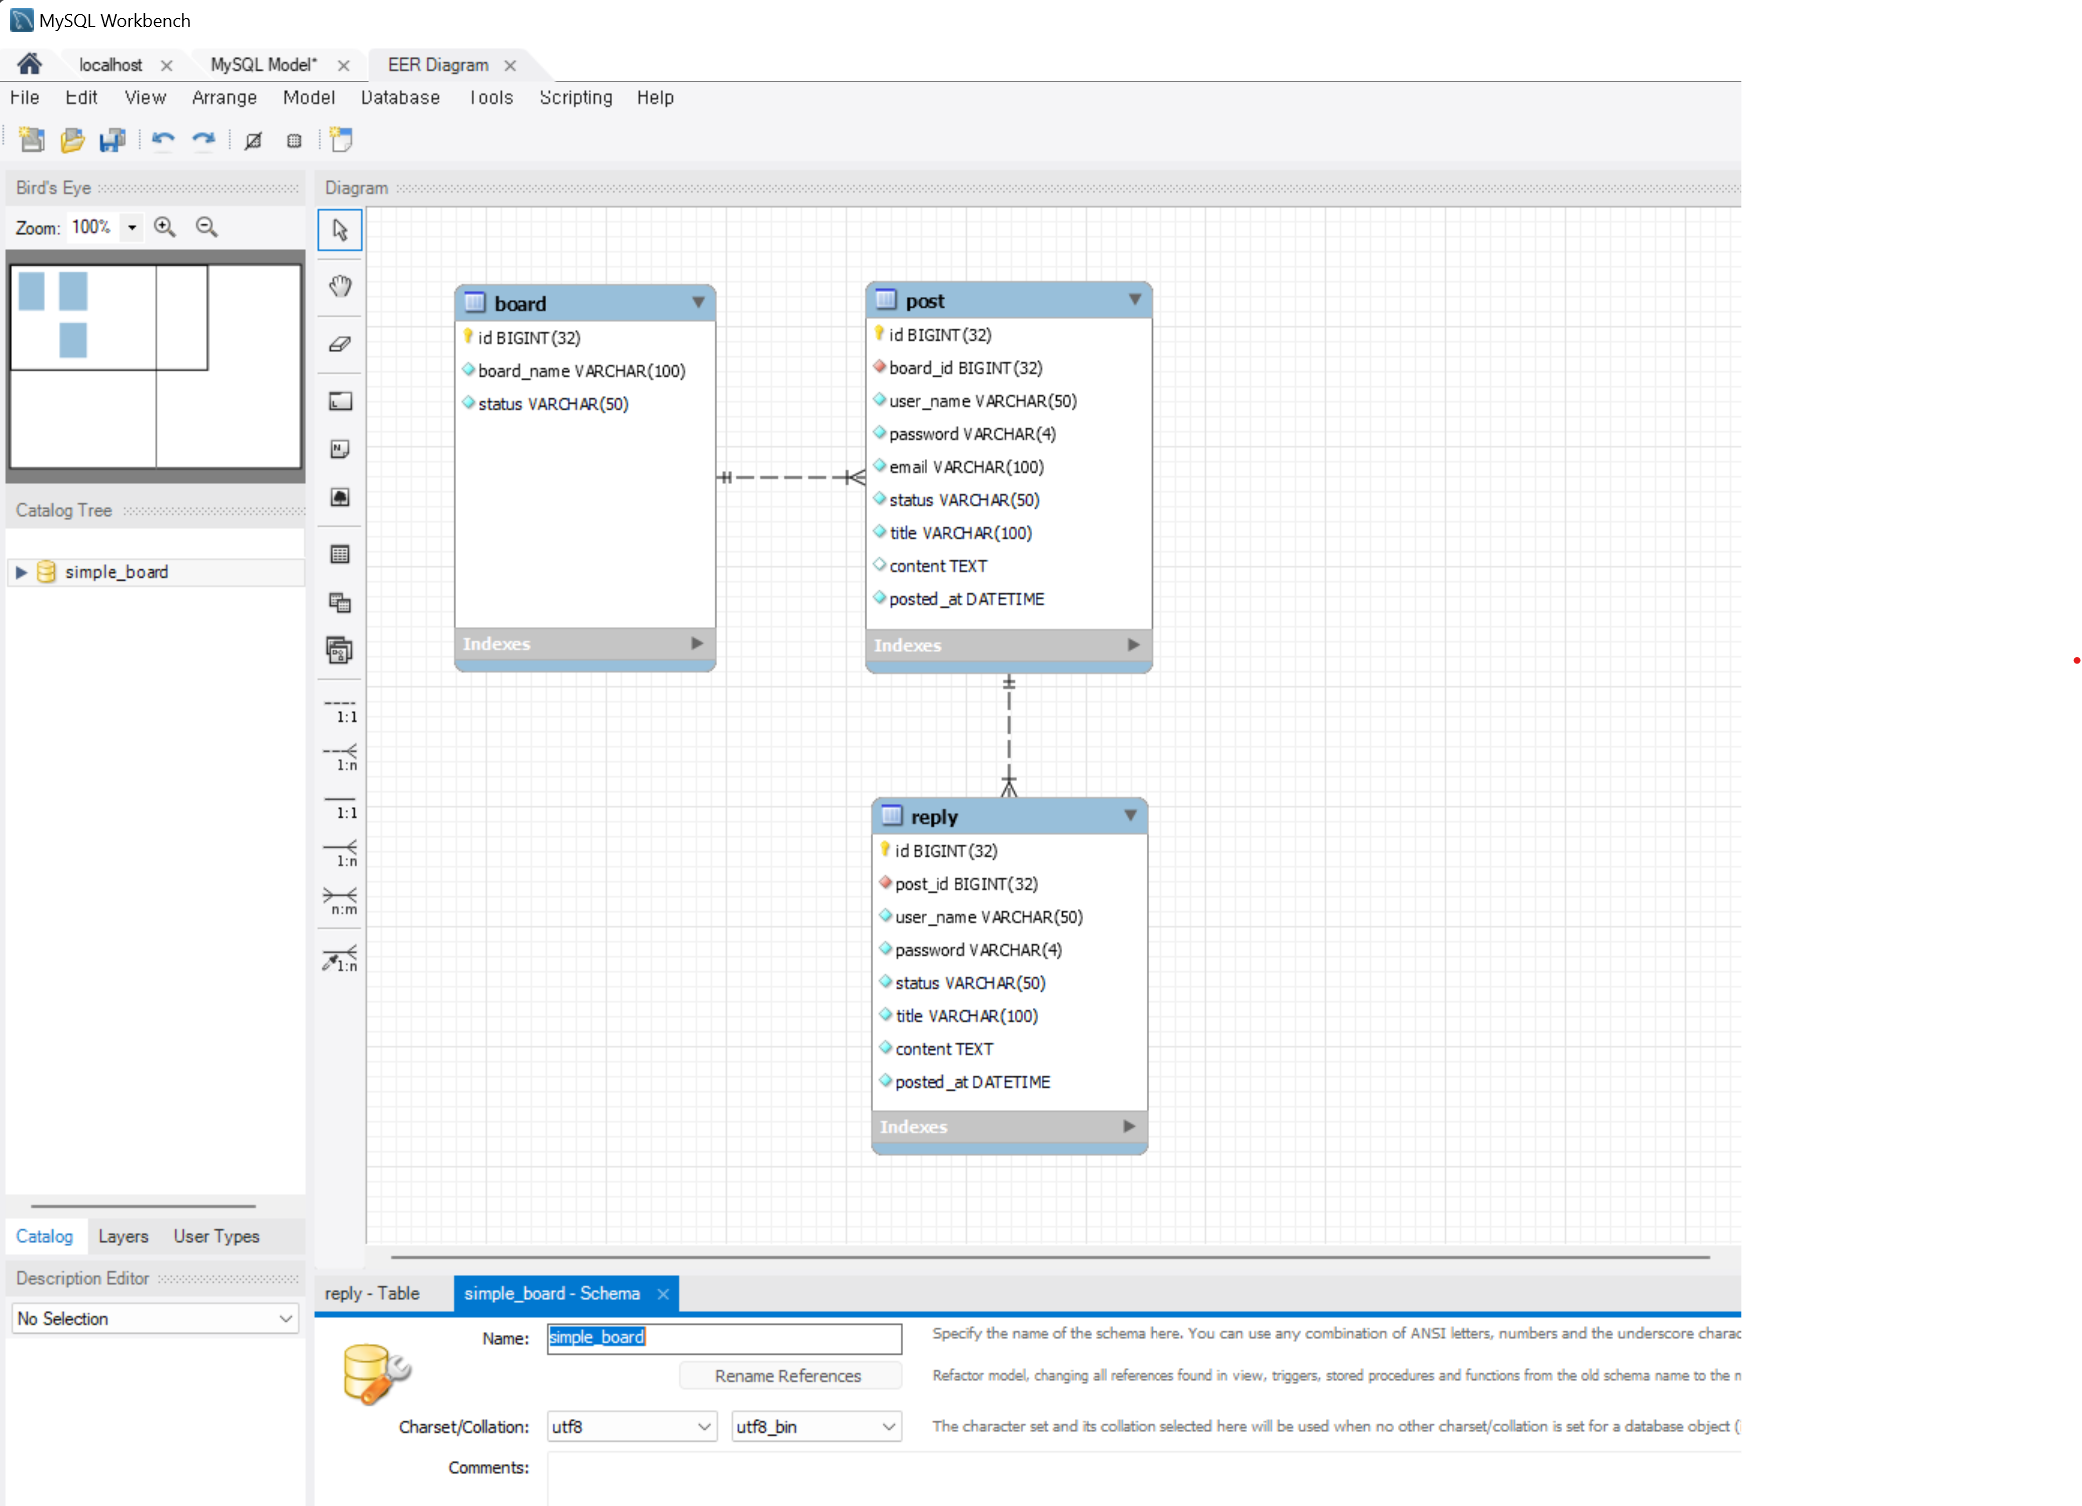 MySQL Workbench
localhost
MySQL Model*
EER Diagram
File Edit View Arrange Model Database Tools Scripting Help
Bird's Eye
Diagram
Zoom: 100%
board
id BIGINT(32)
board_name VARCHAR(100)
status VARCHAR(50)
Indexes
post
id BIGINT(32)
board_id BIGINT(32)
user_name VARCHAR(50)
password VARCHAR(4)
email VARCHAR(100)
status VARCHAR(50)
title VARCHAR(100)
content TEXT
posted_at DATETIME
Indexes
Catalog Tree
simple_board
1:1
1:n
1:1
1:n
n:m
1:n
reply
id BIGINT(32)
post_id BIGINT(32)
user_name VARCHAR(50)
password VARCHAR(4)
status VARCHAR(50)
title VARCHAR(100)
content TEXT
posted_at DATETIME
Indexes
Catalog Layers User Types
Description Editor
No Selection
reply - Table
simple_board - Schema
Name: simple_board
Specify the name of the schema here. You can use any combination of ANSI letters, numbers and the underscore charac
Rename References
Refactor model, changing all references found in view, triggers, stored procedures and functions from the old schema name to the n
Charset/Collation: utf8 utf8_bin
The character set and its collation selected here will be used when no other charset/collation is set for a database object (
Comments: